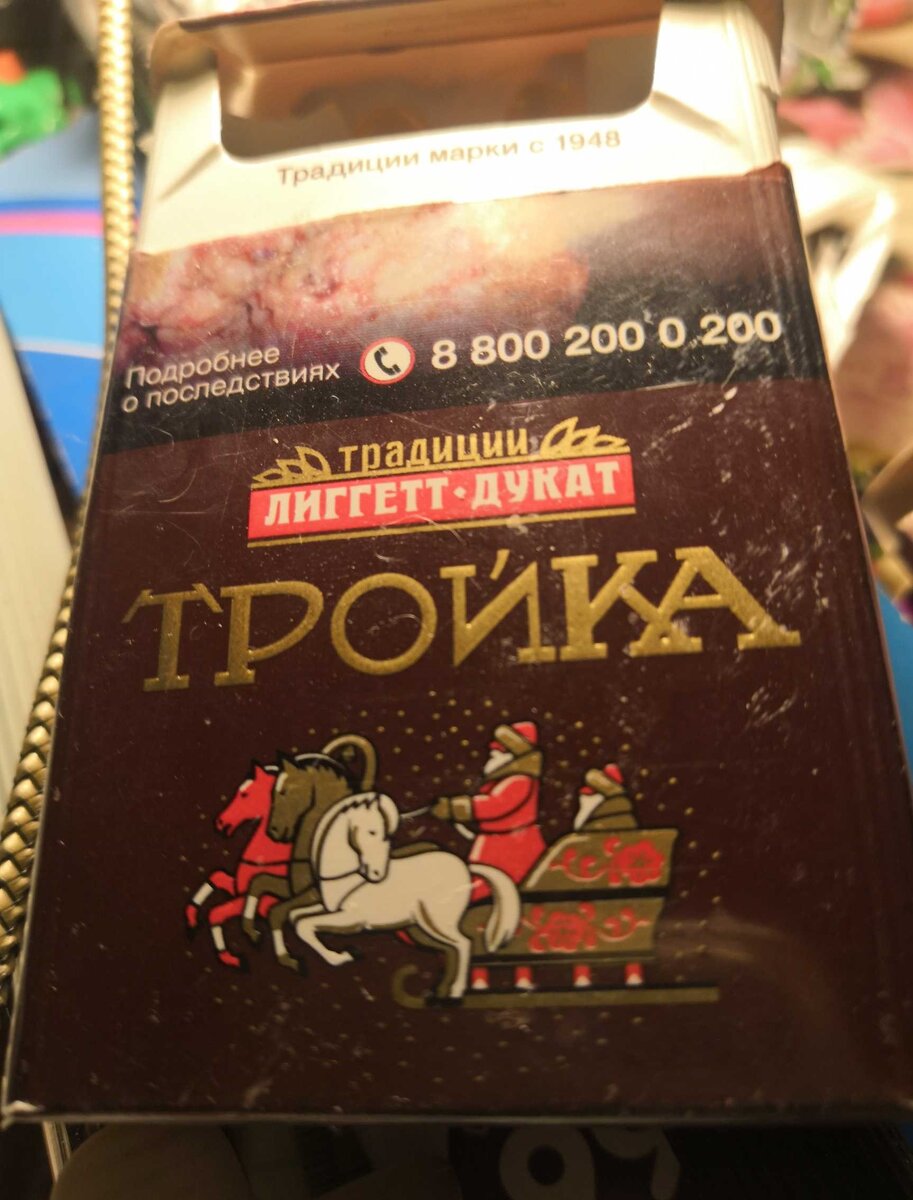 Традиции марки с 1948
Подробнее
о последствиях
8 800 200 0 200
традиции
ЛИГГЕТТ·ДУКАТ
ТРОЙКА